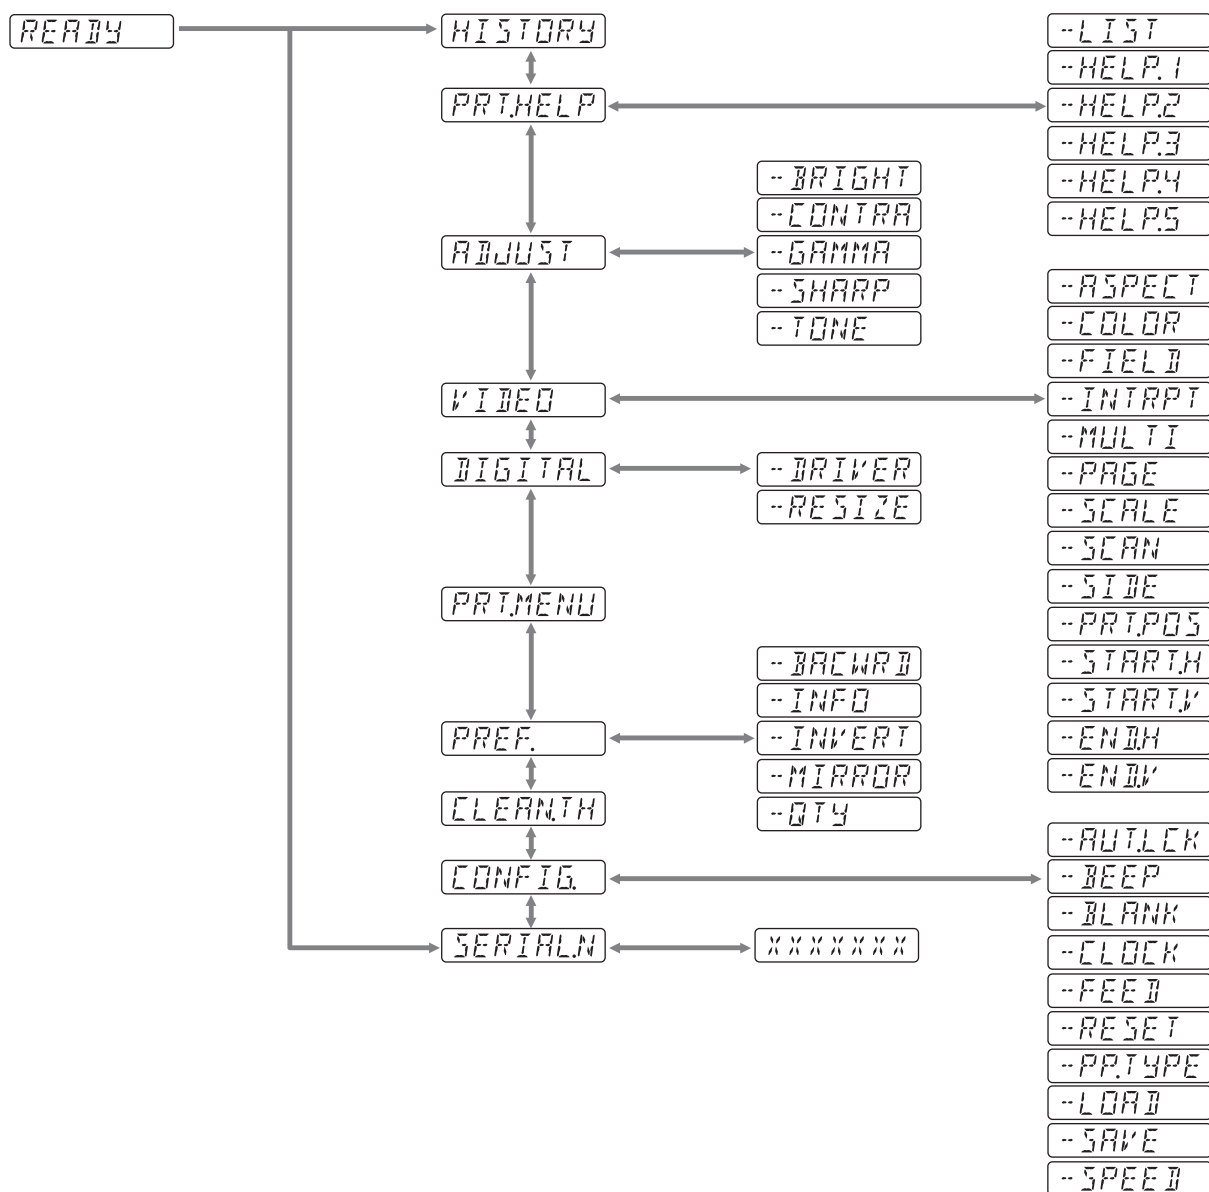 READY
HISTORY
PRT.HELP
ADJUST
VIDEO
DIGITAL
PRT.MENU
PREF.
CLEAN.TH
CONFIG.
SERIAL.N
--BRIGHT
--CONTRA
--GAMMA
--SHARP
--TONE
--DRIVER
--RESIZE
--BACWRD
--INFO
--INVERT
--MIRROR
--QTY
XXXXXXX
--LIST
--HELP.1
--HELP.2
--HELP.3
--HELP.4
--HELP.5
--ASPECT
--COLOR
--FIELD
--INTRPT
--MULTI
--PAGE
--SCALE
--SCAN
--SIDE
--PRT.POS
--START.H
--START.V
--END.H
--END.V
--AUT.LCK
--BEEP
--BLANK
--CLOCK
--FEED
--RESET
--PP.TYPE
--LOAD
--SAVE
--SPEED